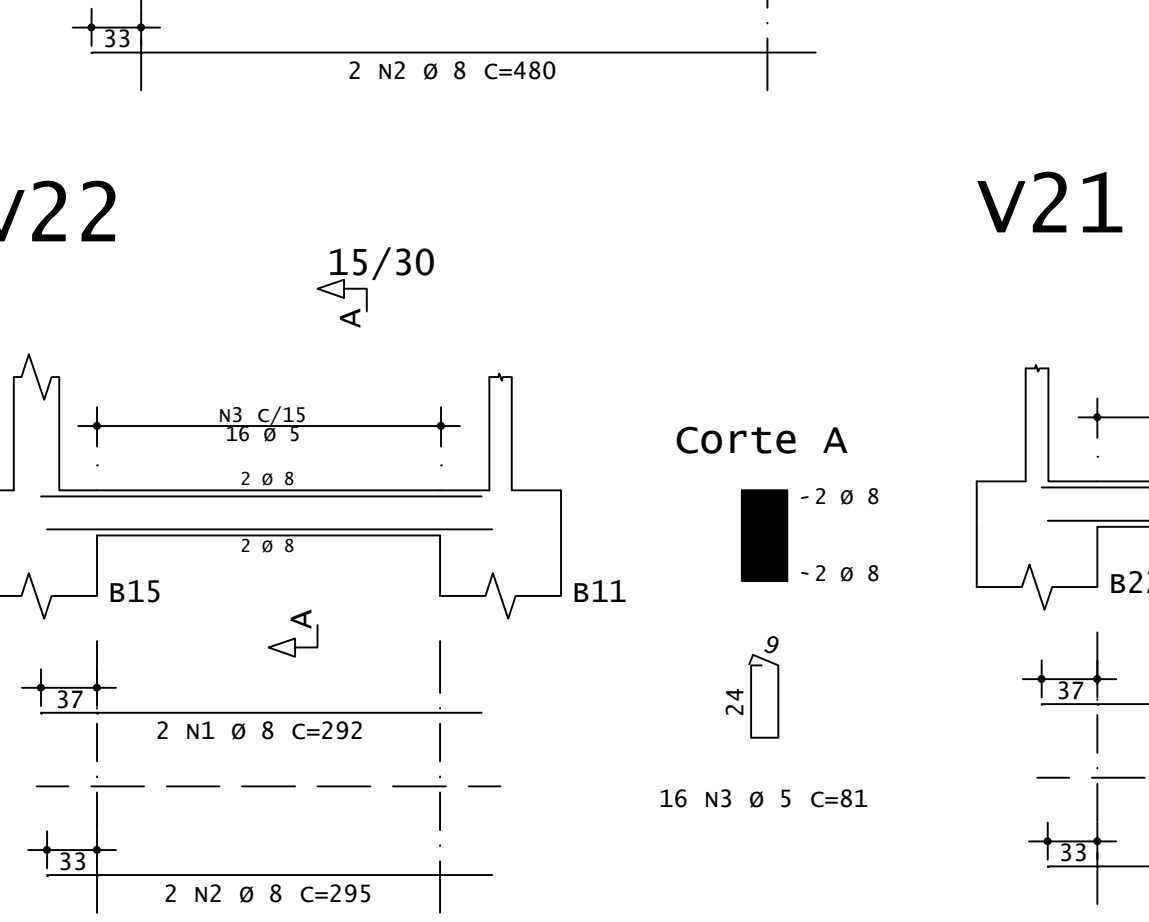 33
2 N2 Ø 8 C=480
V22
V21
15/30
A
N3 C/15
16 Ø 5
2 Ø 8
2 Ø 8
B15
B11
A
Corte A
-2 Ø 8
-2 Ø 8
9
24
16 N3 Ø 5 C=81
37
2 N1 Ø 8 C=292
33
2 N2 Ø 8 C=295
37
33